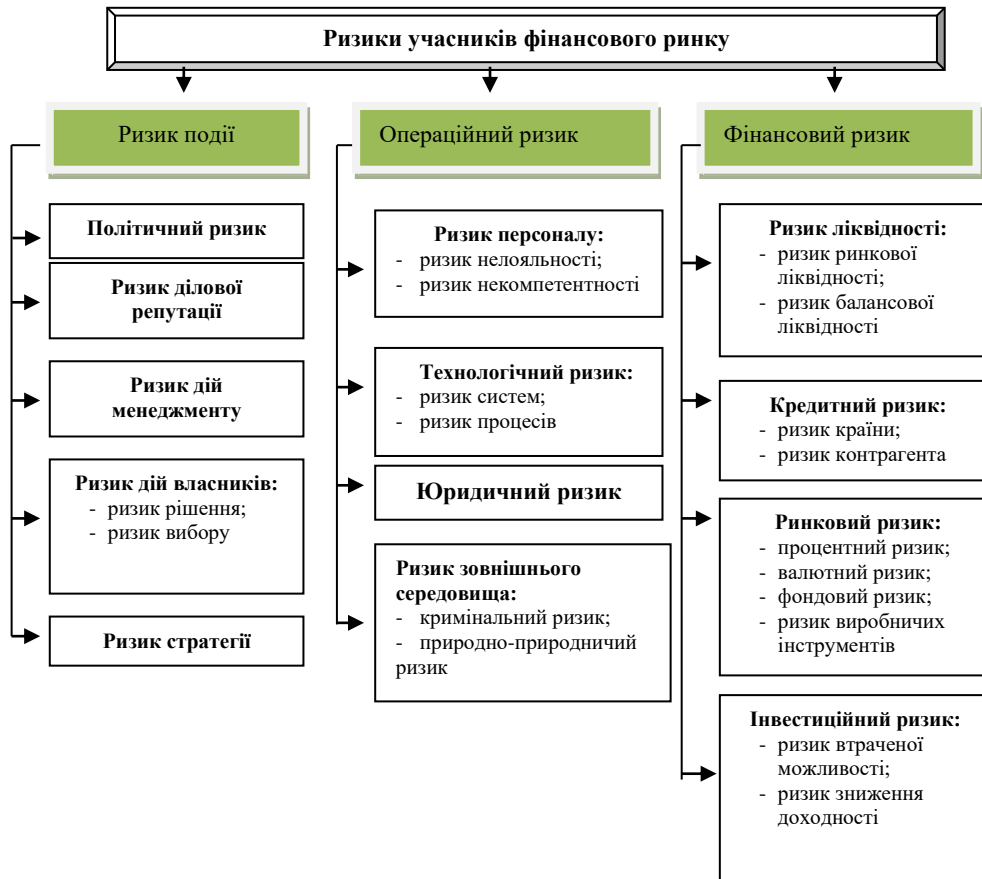 Ризики учасників фінансового ринку
Ризик події
Політичний ризик
Ризик ділової
репутації
Ризик дій
менеджменту
Ризик дій власників:
- ризик рішення;
- ризик вибору
Ризик стратегії
Операційний ризик
Ризик персоналу:
- ризик нелояльності;
- ризик некомпетентності
Технологічний ризик:
- ризик систем;
- ризик процесів
Юридичний ризик
Ризик зовнішнього
середовища:
- кримінальний ризик;
- природно-природничий
ризик
Фінансовий ризик
Ризик ліквідності:
- ризик ринкової
ліквідності;
- ризик балансової
ліквідності
Кредитний ризик:
- ризик країни;
- ризик контрагента
Ринковий ризик:
- процентний ризик;
- валютний ризик;
- фондовий ризик;
- ризик виробничих
інструментів
Інвестиційний ризик:
- ризик втраченої
можливості;
- ризик зниження
доходності